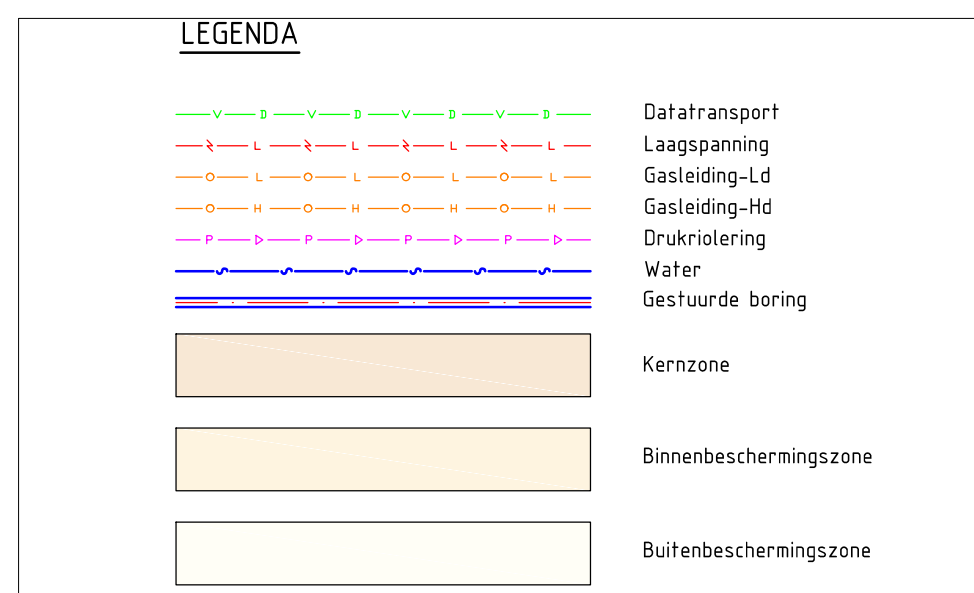 LEGENDA
V D V D V D V D Datatransport
L L L L Laagspanning
O L O L O L O L Gasleiding-Ld
O H O H O H O H Gasleiding-Hd
P P P P Drukriolering
Water
Gestuurde boring
Kernzone
Binnenbeschermingszone
Buitenbeschermingszone